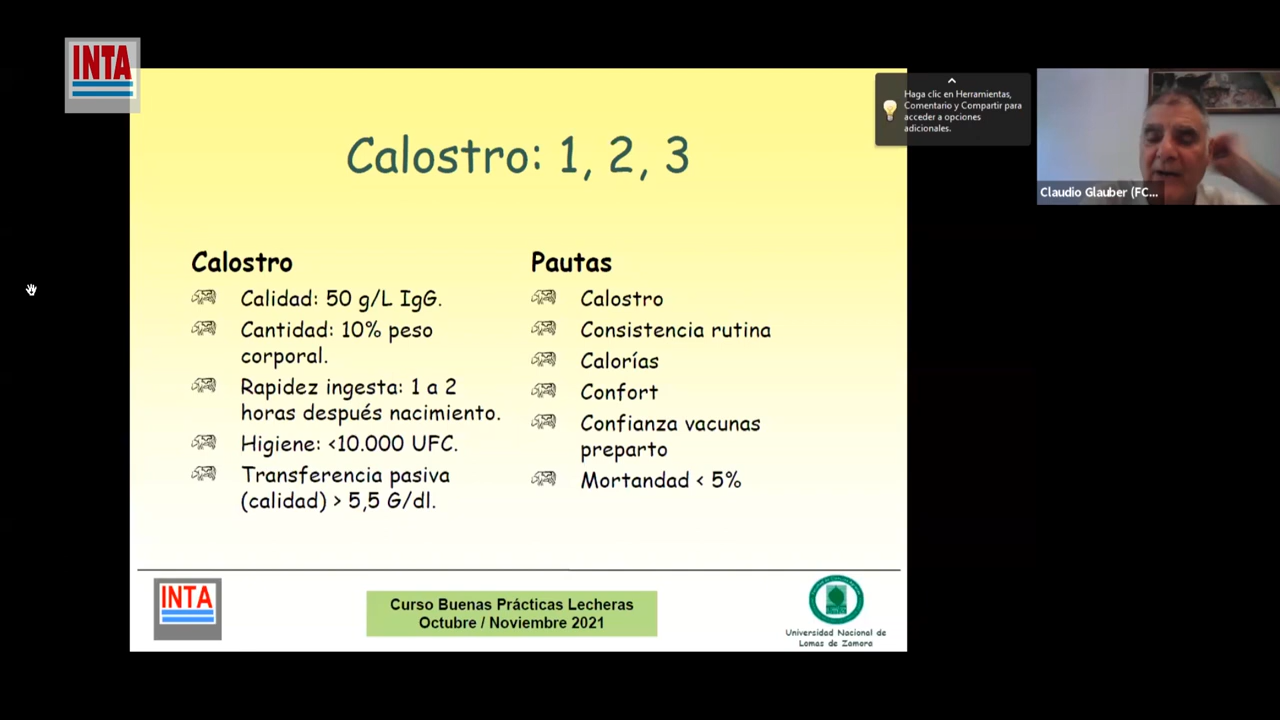 INTA
Haga clic en Herramientas,
Comentario y Compartir para
acceder a opciones
adicionales.
Claudio Glauber (FC...
Calostro: 1, 2, 3
Calostro
Calidad: 50 g/L IgG.
Cantidad: 10% peso
corporal.
Rapidez ingesta: 1 a 2
horas después nacimiento.
Higiene: <10.000 UFC.
Transferencia pasiva
(calidad) > 5,5 G/dl.
Pautas
Calostro
Consistencia rutina
Calorías
Confort
Confianza vacunas
preparto
Mortandad < 5%
INTA
Curso Buenas Prácticas Lecheras
Octubre / Noviembre 2021
Universidad Nacional de
Lomas de Zamora